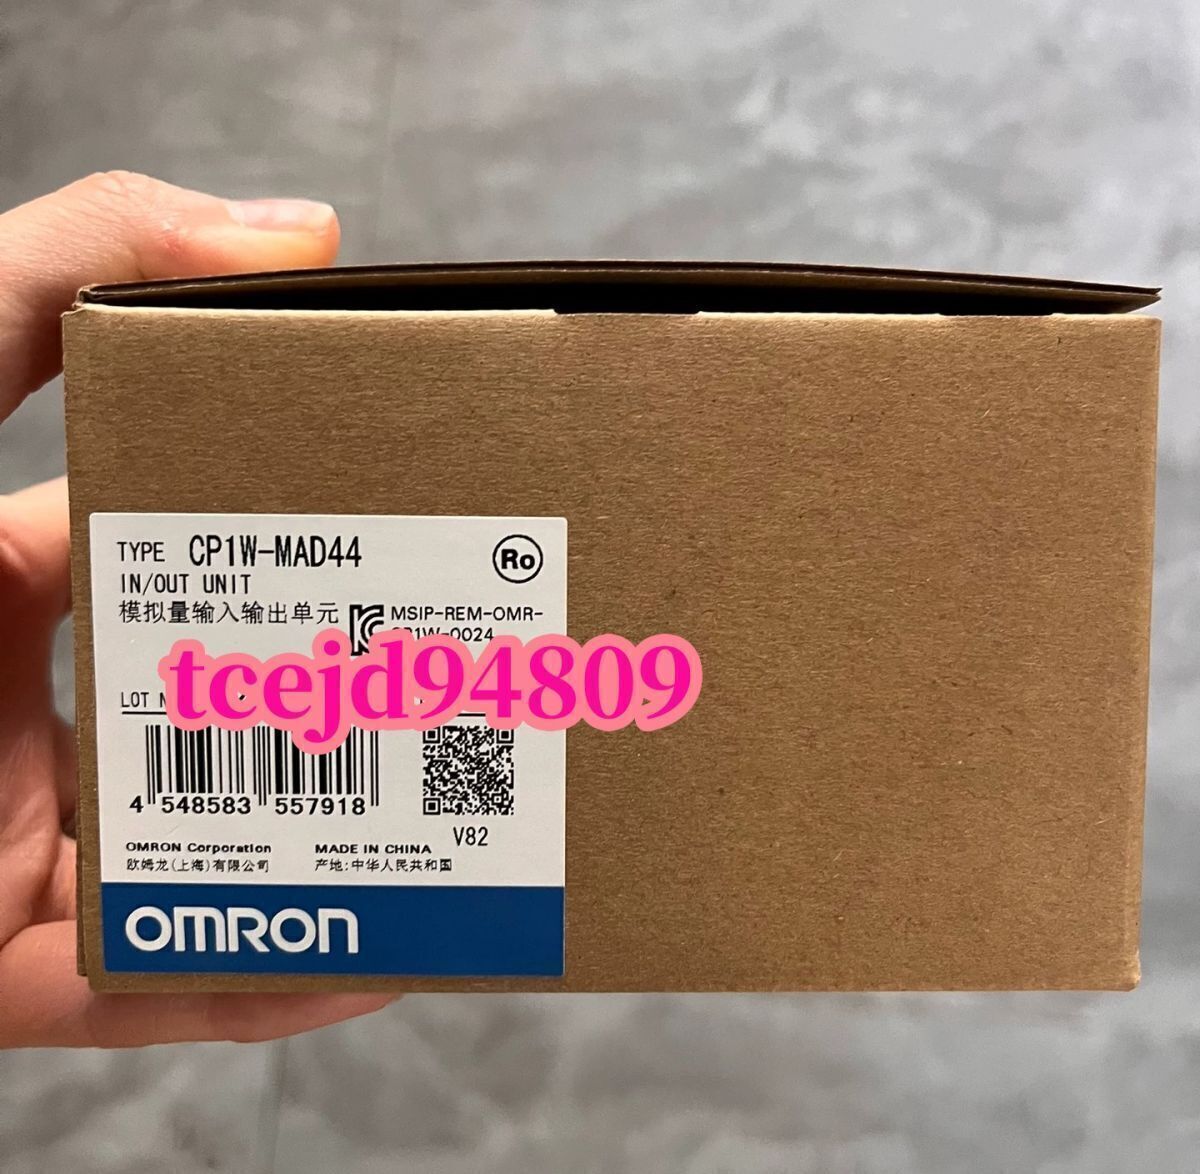 TYPE CP1W-MAD44
Ro
IN/OUT UNIT
模拟量输入输出单元
MSIP-REM-OMR-
CP1W-0024
tcejd94809
LOT
4 548583 557918
V82
OMRON Corporation MADE IN CHINA
欧姆龙(上海)有限公司 产地:中华人民共和国
OMRON